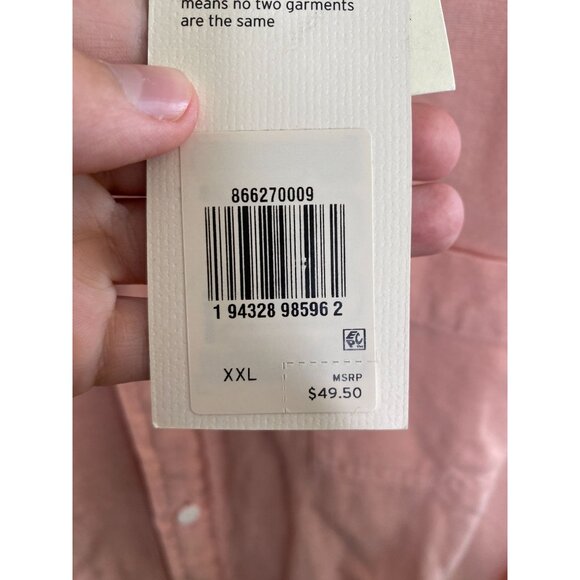 means no two garments
are the same
866270009
1 94328 98596 2
XXL
MSRP
$49.50